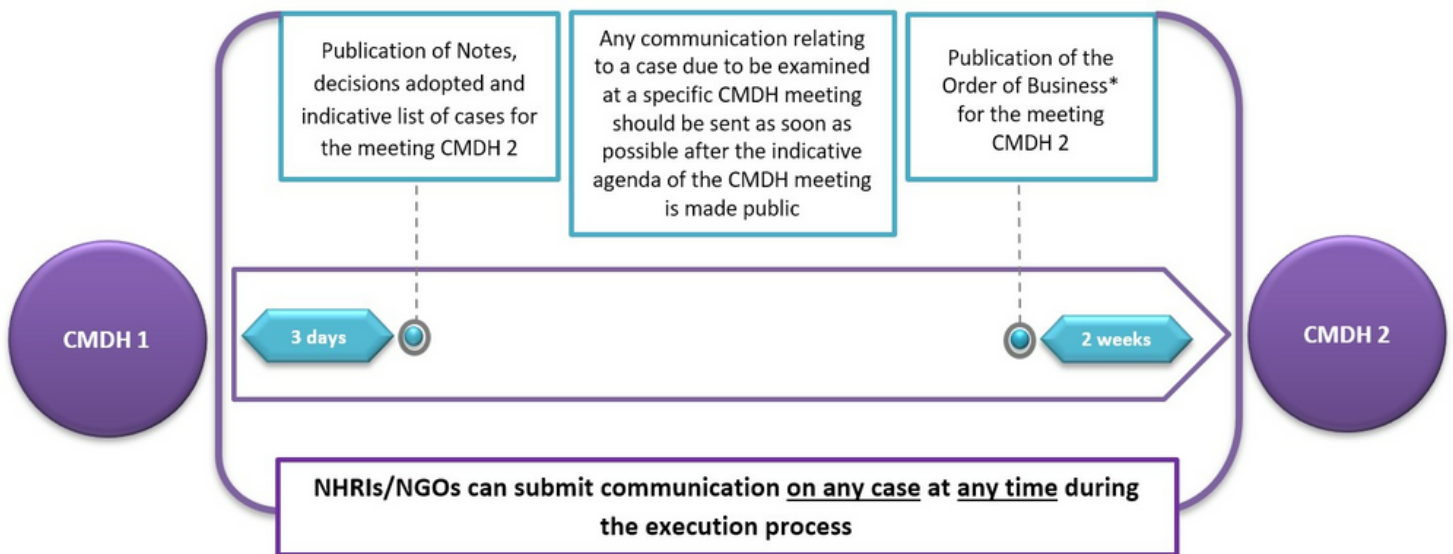 Publication of Notes,
decisions adopted and
indicative list of cases for
the meeting CMDH 2
Any communication relating
to a case due to be examined
at a specific CMDH meeting
should be sent as soon as
possible after the indicative
agenda of the CMDH meeting
is made public
Publication of the
Order of Business*
for the meeting
CMDH 2
CMDH 1
3 days
2 weeks
CMDH 2
NHRIs/NGOs can submit communication on any case at any time during
the execution process